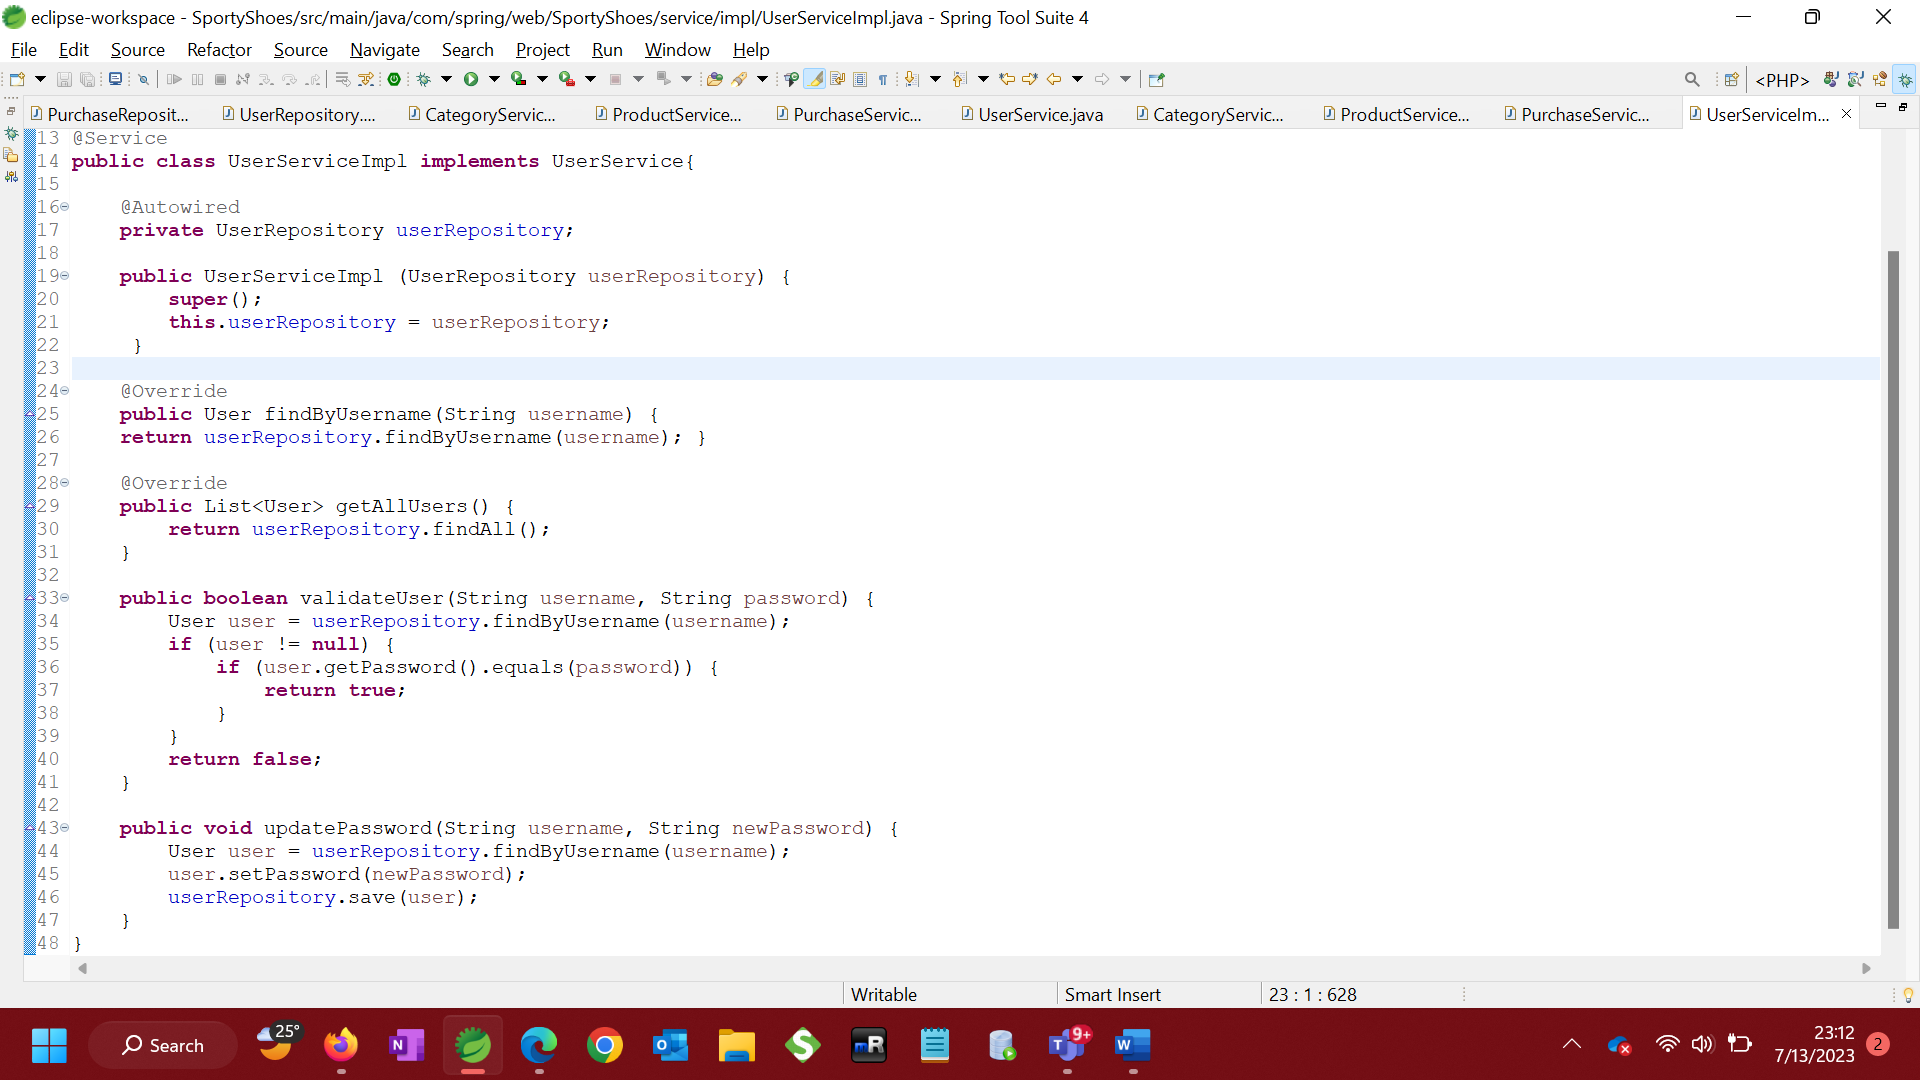 eclipse-workspace - SportyShoes/src/main/java/com/spring/web/SportyShoes/service/impl/UserServiceImpl.java - Spring Tool Suite 4
File Edit Source Refactor Source Navigate Search Project Run Window Help
<PHP>
PurchaseReposit... UserRepository.... CategoryServic... ProductService... PurchaseServic... UserService.java CategoryServic... ProductService... PurchaseServic... UserServiceIm...
13 @Service
14 public class UserServiceImpl implements UserService{
15
16 @Autowired
17 private UserRepository userRepository;
18
19 public UserServiceImpl (UserRepository userRepository) {
20 super();
21 this.userRepository = userRepository;
22 }
23
24 @Override
25 public User findByUsername(String username) {
26 return userRepository.findByUsername(username); }
27
28 @Override
29 public List<User> getAllUsers() {
30 return userRepository.findAll();
31 }
32
33 public boolean validateUser(String username, String password) {
34 User user = userRepository.findByUsername(username);
35 if (user != null) {
36 if (user.getPassword().equals(password)) {
37 return true;
38 }
39 }
40 return false;
41 }
42
43 public void updatePassword(String username, String newPassword) {
44 User user = userRepository.findByUsername(username);
45 user.setPassword(newPassword);
46 userRepository.save(user);
47 }
48 }
Writable Smart Insert 23 : 1 : 628
25° Search N O S mR T 9+ W 23:12 2
7/13/2023